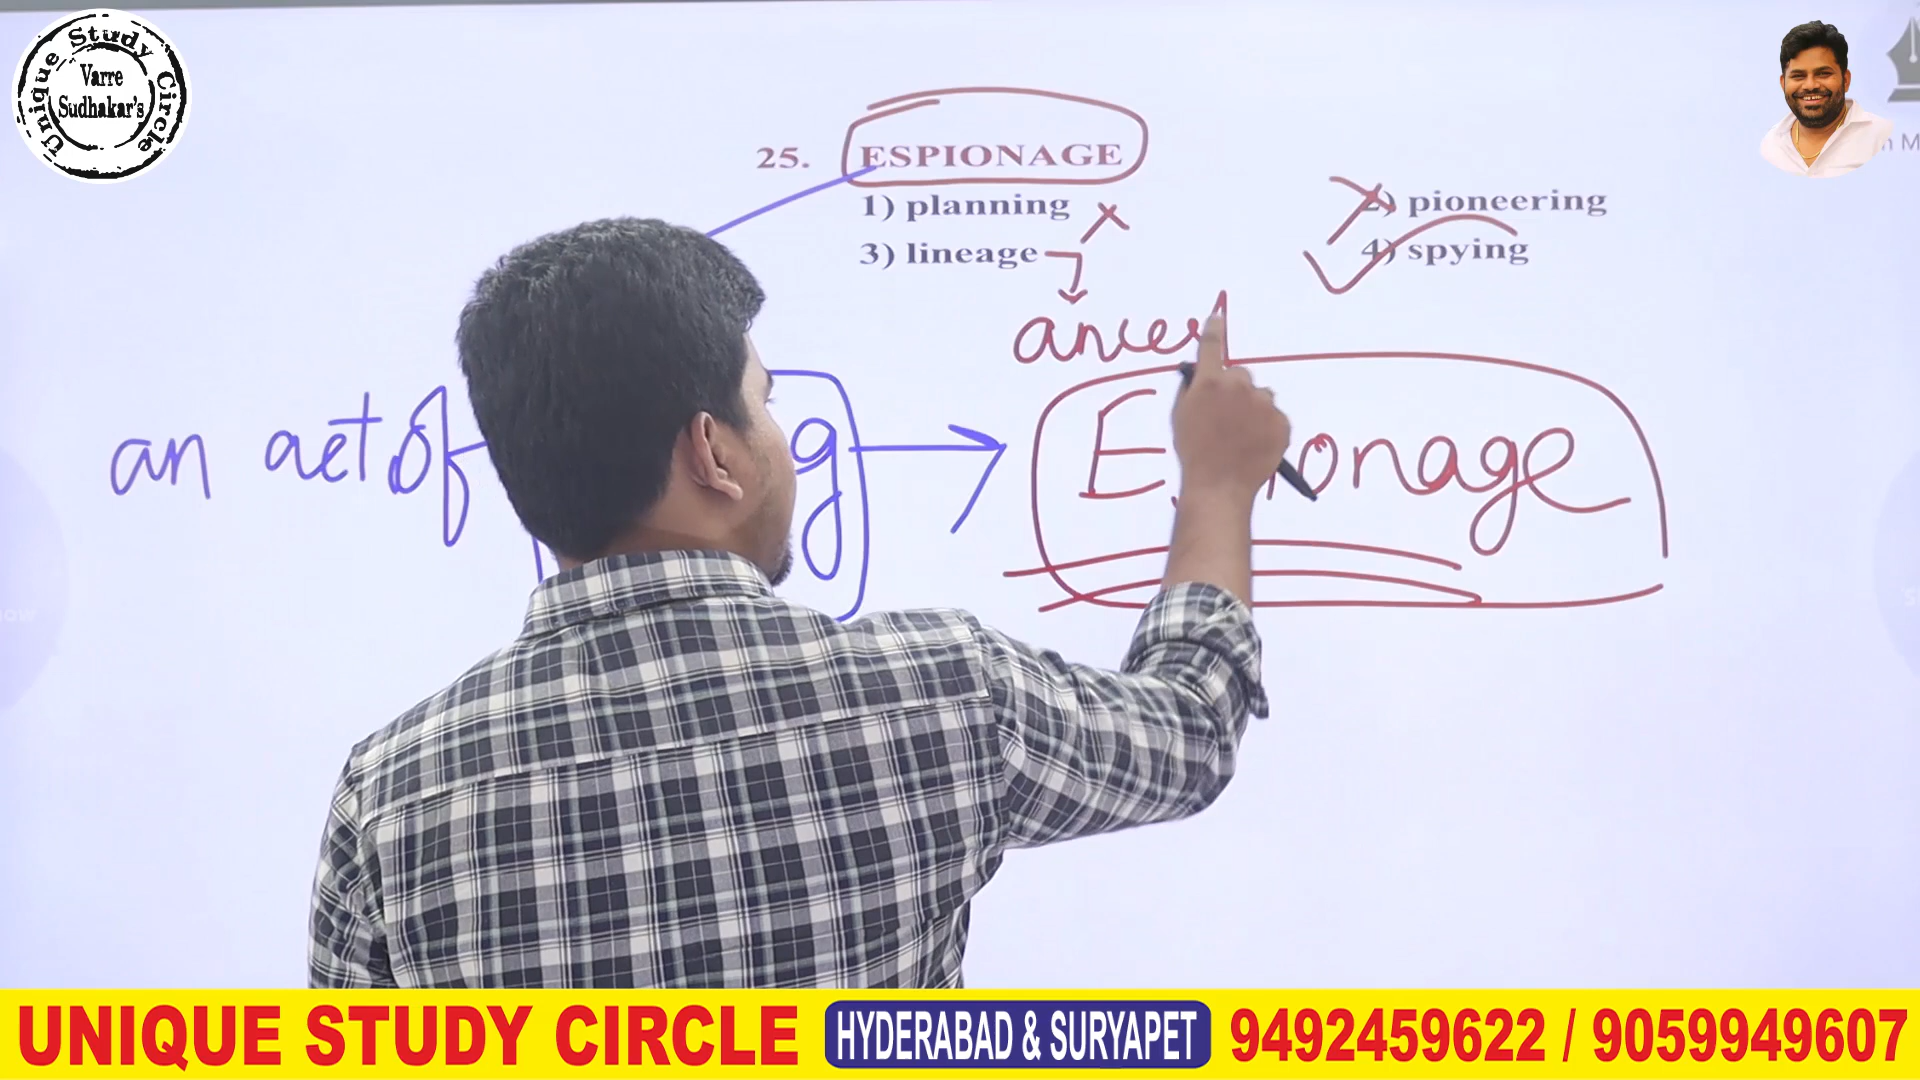 Unique Study Circle
Varre
Sudhakar's
25. ESPIONAGE
1) planning 2) pioneering
3) lineage 4) spying
an act of
Espionage
UNIQUE STUDY CIRCLE HYDERABAD & SURYAPET 9492459622 / 9059949607